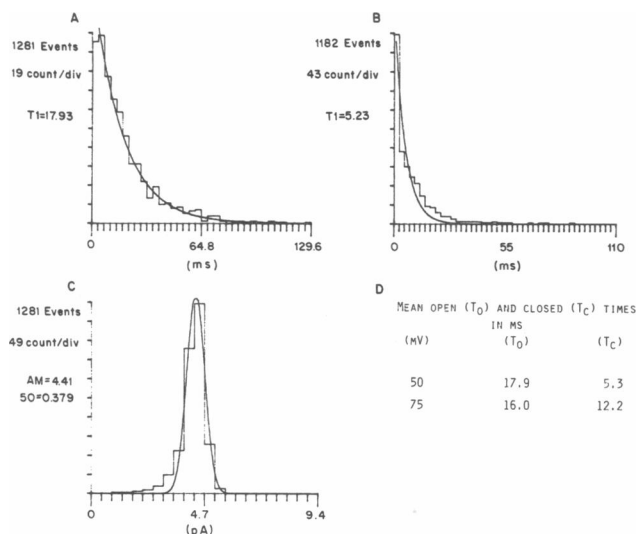 A
1281 Events
19 count/div
T1=17.93
0
64.8
129.6
(ms)
B
1182 Events
43 count/div
T1=5.23
0
55
110
(ms)
C
1281 Events
49 count/div
AM=4.41
SO=0.379
0
4.7
9.4
(pA)
D
MEAN OPEN (TO) AND CLOSED (TC) TIMES
IN MS
(MV) (TO) (TC)
50 17.9 5.3
75 16.0 12.2